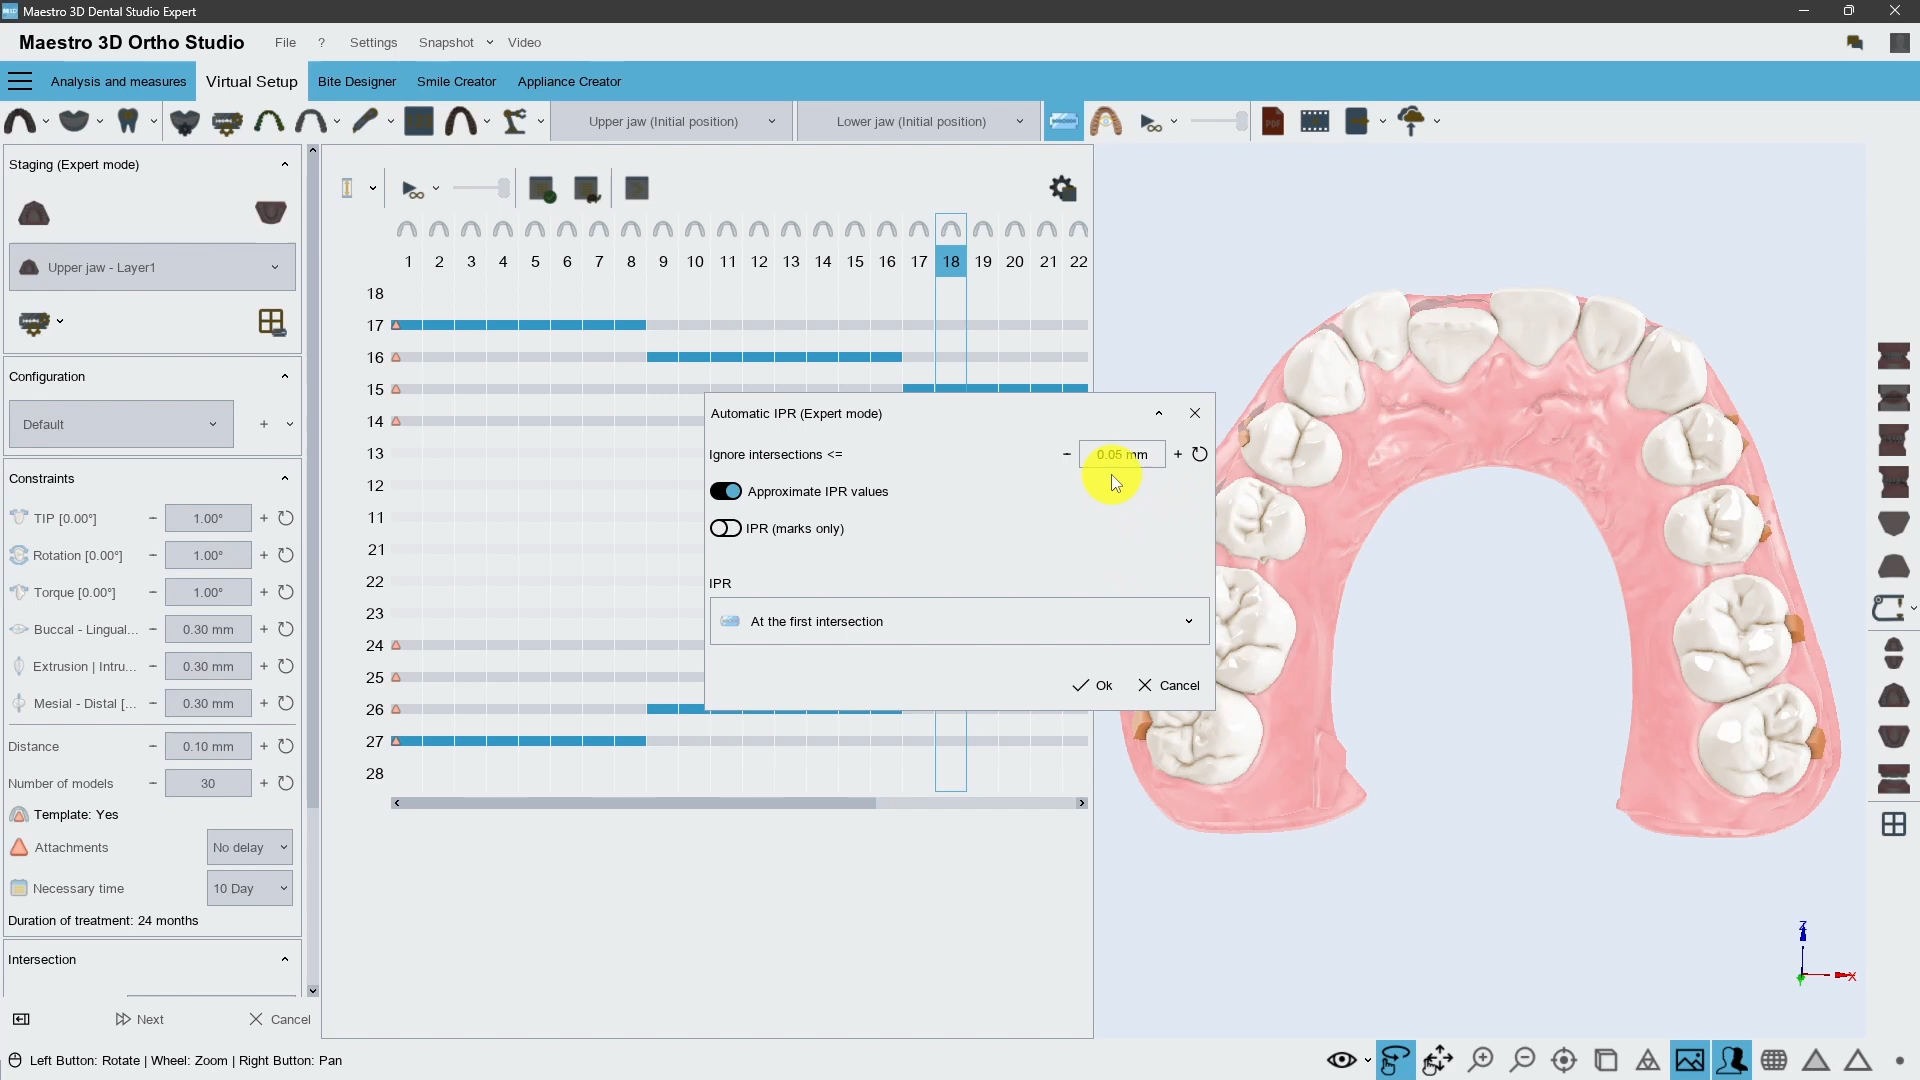 Maestro 3D Dental Studio Expert
Maestro 3D Ortho Studio File ? Settings Snapshot Video
Analysis and measures Virtual Setup Bite Designer Smile Creator Appliance Creator
Upper jaw (Initial position) Lower jaw (Initial position) PDF
Staging (Expert mode)
Upper jaw - Layer1
Configuration
Default
Constraints
TIP [0.00°] 1.00°
Rotation [0.00°] 1.00°
Torque [0.00°] 1.00°
Buccal - Lingual... 0.30 mm
Extrusion | Intru... 0.30 mm
Mesial - Distal [... 0.30 mm
Distance 0.10 mm
Number of models 30
Template: Yes
Attachments No delay
Necessary time 10 Day
Duration of treatment: 24 months
Intersection
Next Cancel
1 2 3 4 5 6 7 8 9 10 11 12 13 14 15 16 17 18 19 20 21 22
18
17
16
15
14
13
12
11
21
22
23
24
25
26
27
28
Automatic IPR (Expert mode)
Ignore intersections <= 0.05 mm
Approximate IPR values
IPR (marks only)
IPR
At the first intersection
Ok Cancel
Z
X
Left Button: Rotate | Wheel: Zoom | Right Button: Pan